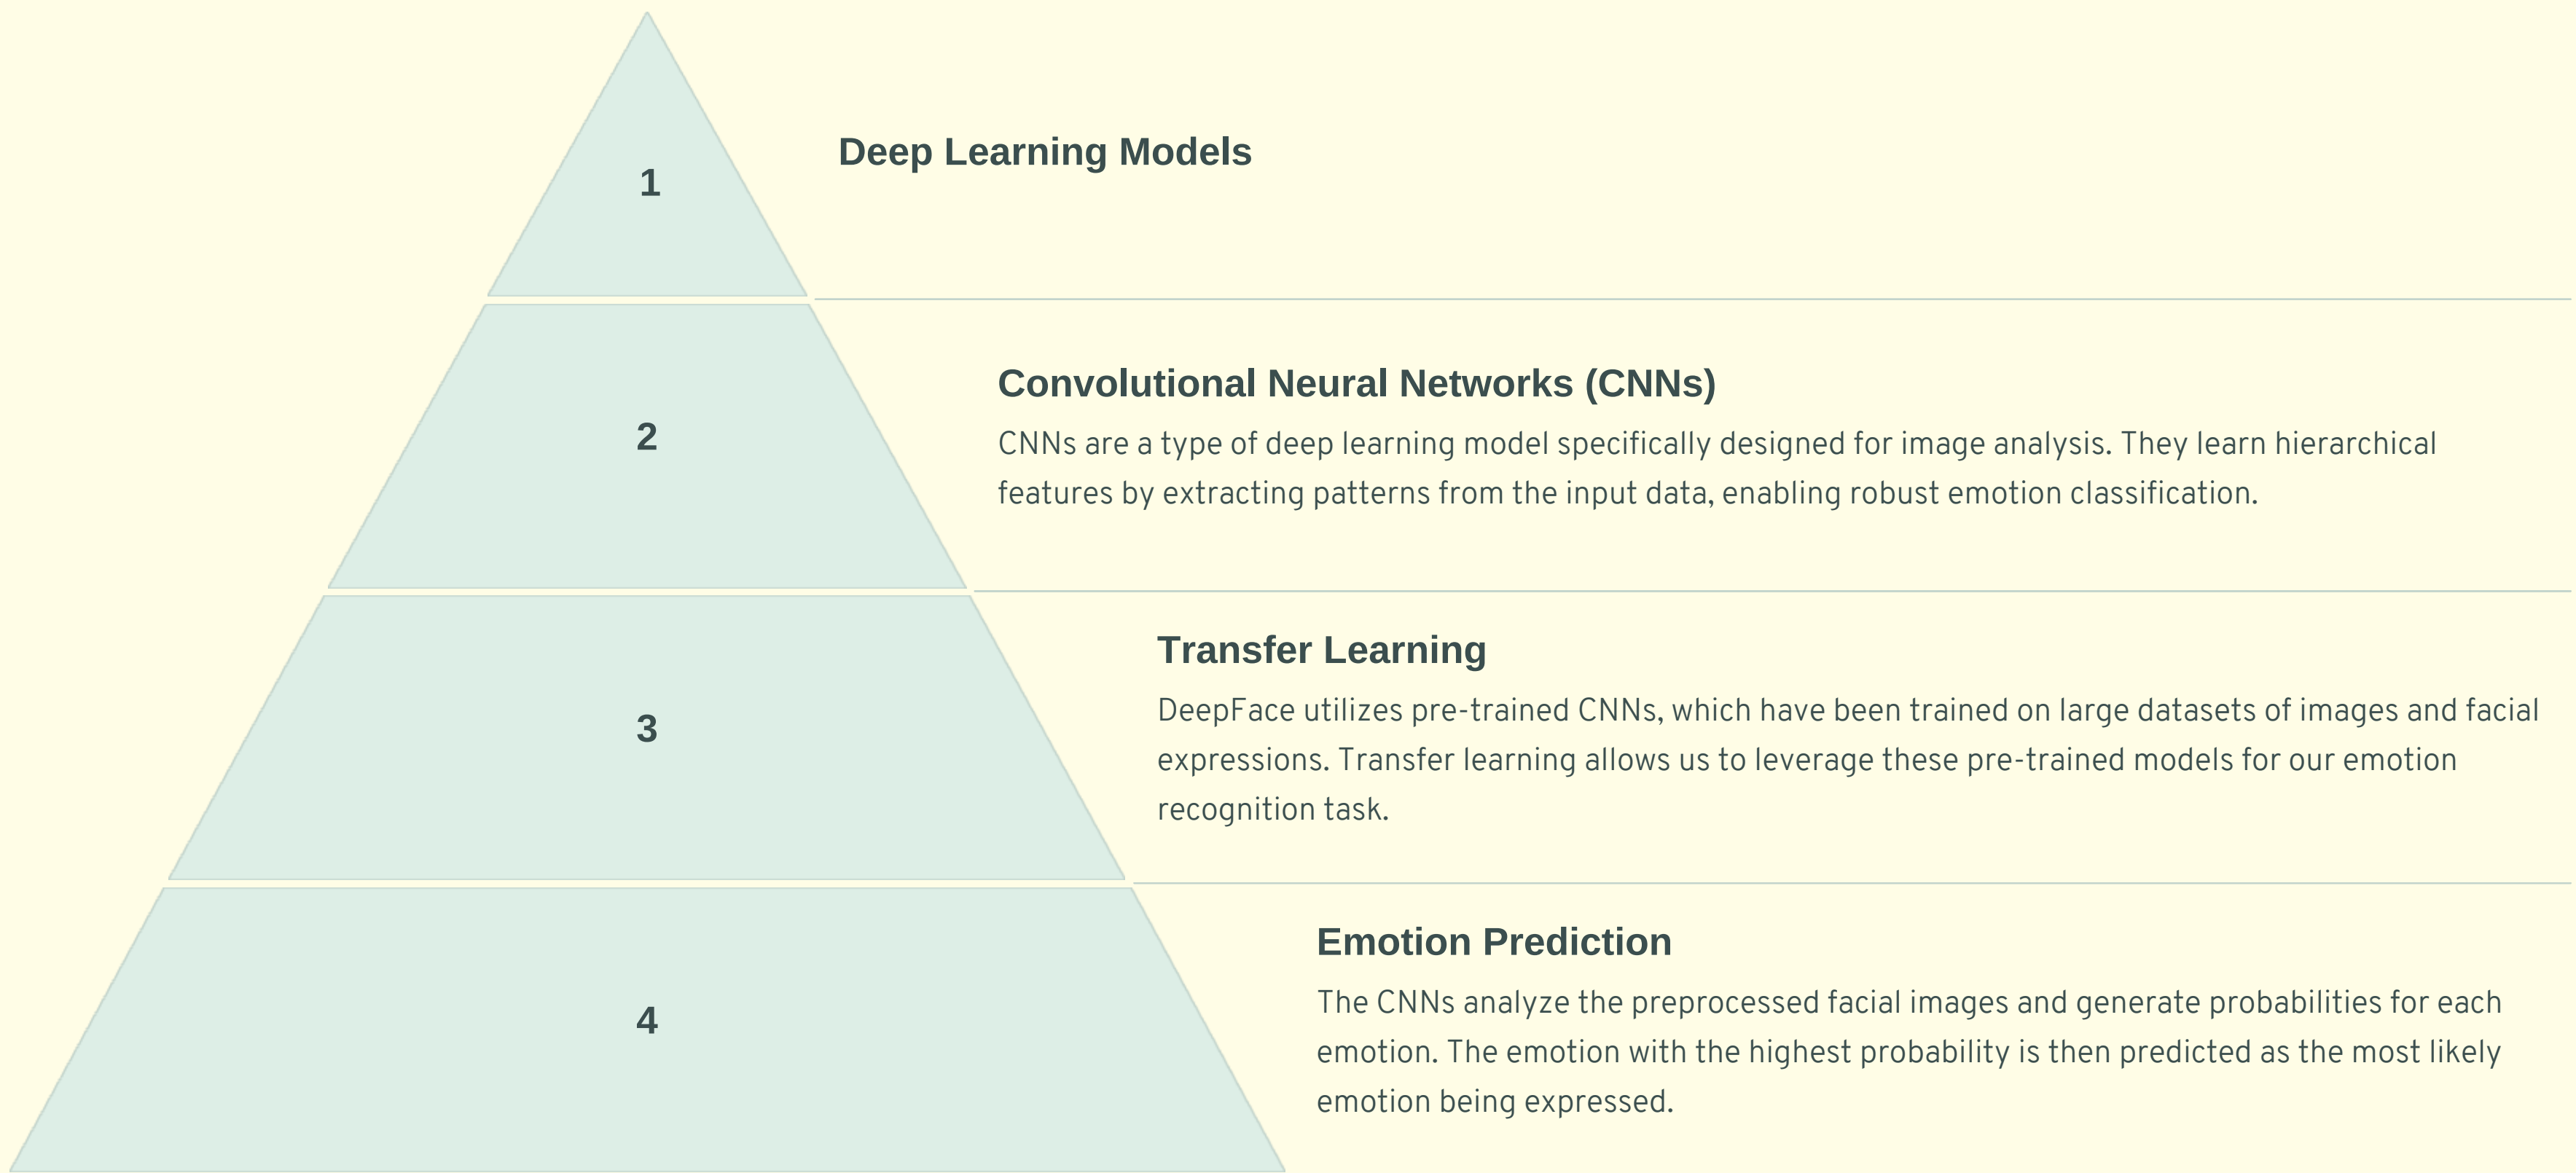 1
Deep Learning Models
2
Convolutional Neural Networks (CNNs)
CNNs are a type of deep learning model specifically designed for image analysis. They learn hierarchical
features by extracting patterns from the input data, enabling robust emotion classification.
3
Transfer Learning
DeepFace utilizes pre-trained CNNs, which have been trained on large datasets of images and facial
expressions. Transfer learning allows us to leverage these pre-trained models for our emotion
recognition task.
4
Emotion Prediction
The CNNs analyze the preprocessed facial images and generate probabilities for each
emotion. The emotion with the highest probability is then predicted as the most likely
emotion being expressed.